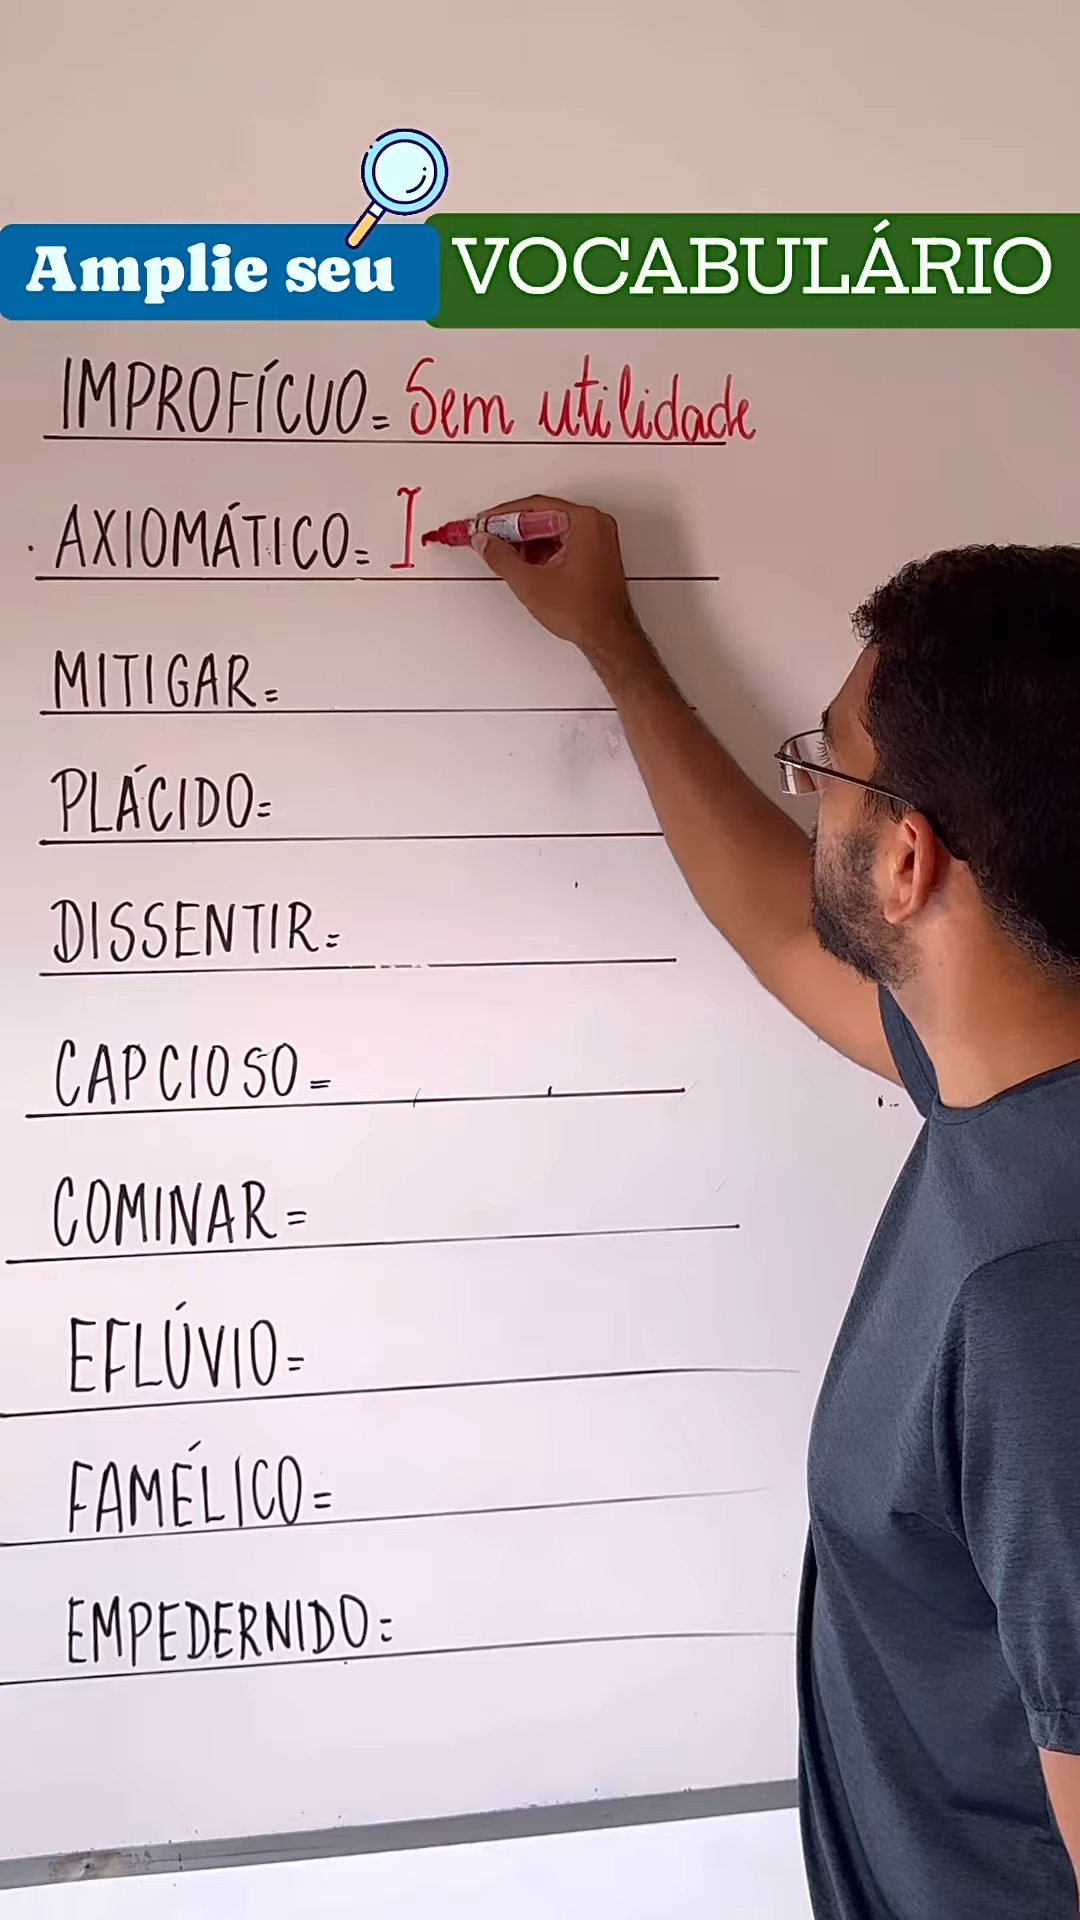 Amplie seu VOCABULÁRIO
IMPROFÍCUO = Sem utilidade
AXIOMÁTICO = I
MITIGAR =
PLÁCIDO =
DISSENTIR =
CAPCIOSO =
COMINAR =
EFLÚVIO =
FAMÉLICO =
EMPEDERNIDO =